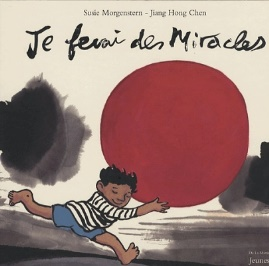 Susie Morgenstern - Jiang Hong Chen
Je ferai des Miracles